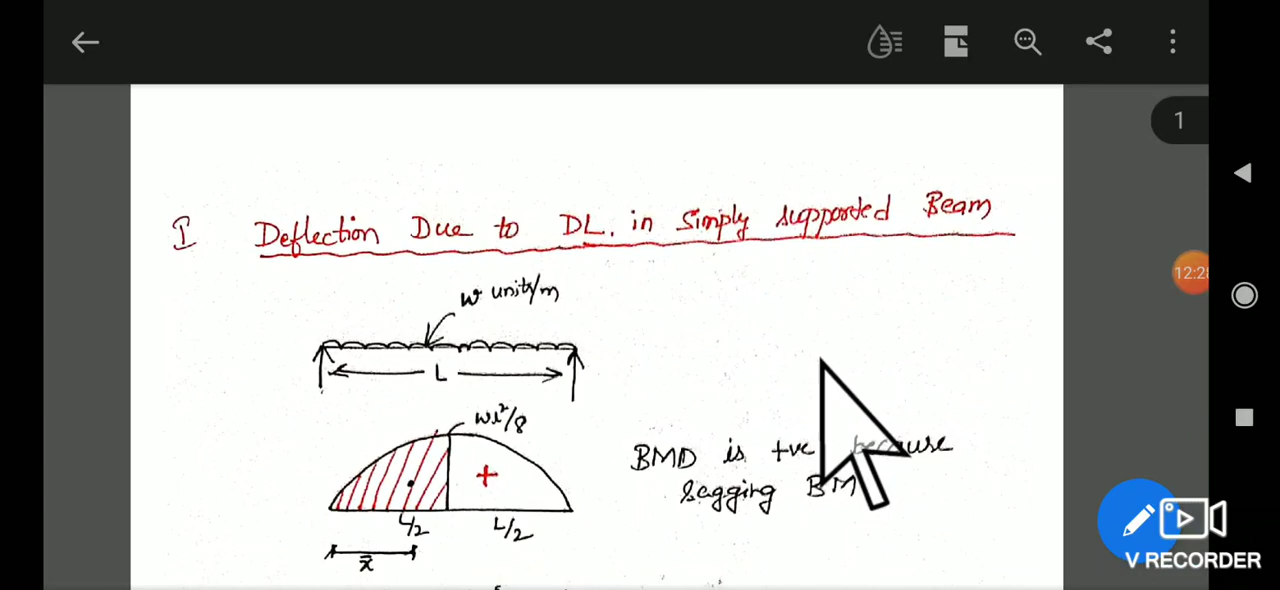 1
I Deflection Due to DL. in Simply supported Beam
12:28
w unit/m
L
wl²/8
+
BMD is +ve because
sagging BM
L/2
L/2
x̄
V RECORDER